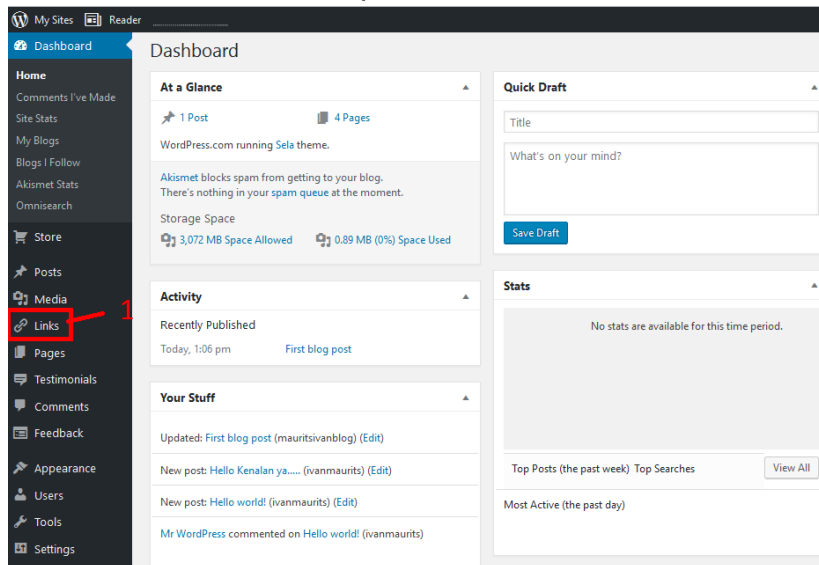 My Sites Reader
Dashboard
Home
Comments I've Made
Site Stats
My Blogs
Blogs I Follow
Akismet Stats
Omnisearch
Store
Posts
Media
Links
1
Pages
Testimonials
Comments
Feedback
Appearance
Users
Tools
Settings
Dashboard
At a Glance
1 Post 4 Pages
WordPress.com running Sela theme.
Akismet blocks spam from getting to your blog.
There's nothing in your spam queue at the moment.
Storage Space
3,072 MB Space Allowed 0.89 MB (0%) Space Used
Activity
Recently Published
Today, 1:06 pm First blog post
Your Stuff
Updated: First blog post (mauritsivanblog) (Edit)
New post: Hello Kenalan ya..... (ivanmaurits) (Edit)
New post: Hello world! (ivanmaurits) (Edit)
Mr WordPress commented on Hello world! (ivanmaurits)
Quick Draft
Title
What's on your mind?
Save Draft
Stats
No stats are available for this time period.
Top Posts (the past week) Top Searches View All
Most Active (the past day)